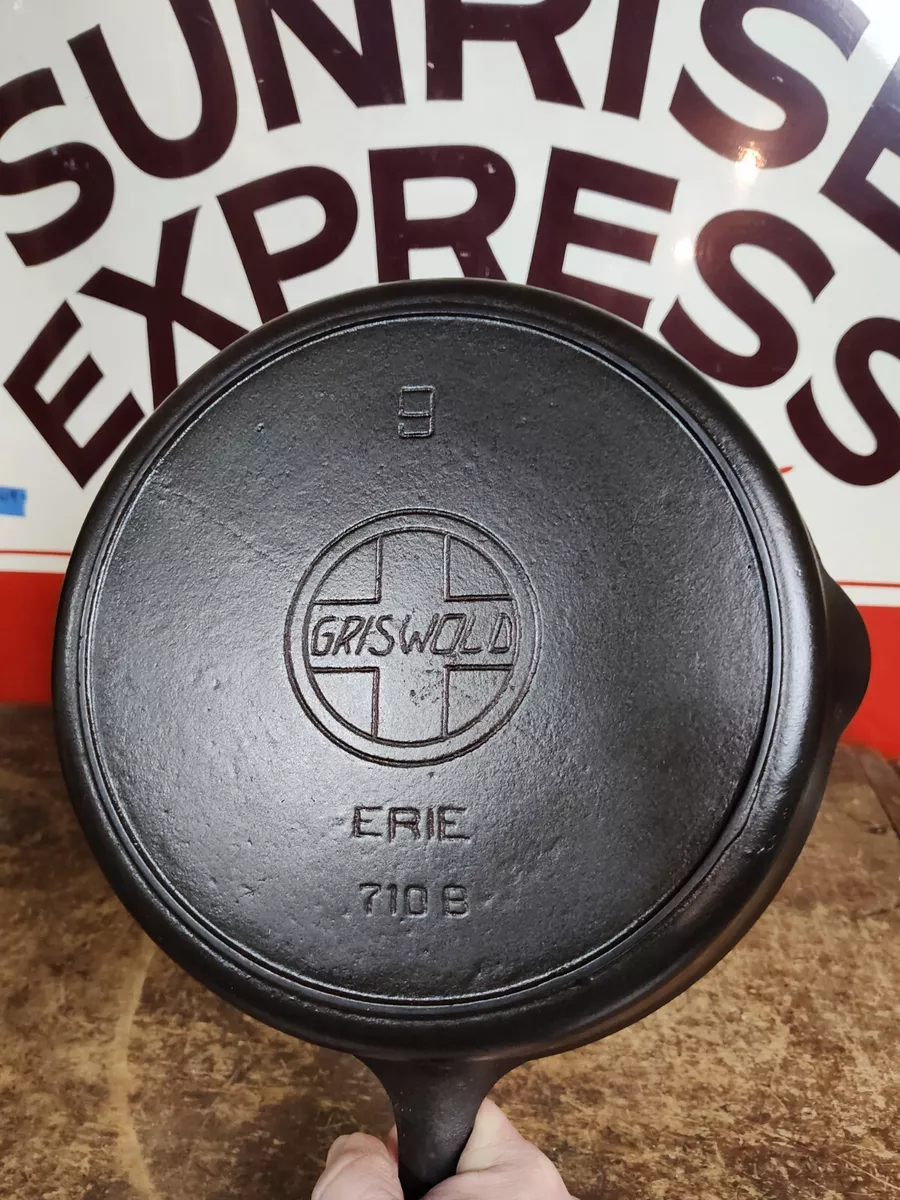 SUNRISE
EXPRESS
9
GRISWOLD
ERIE
710 B